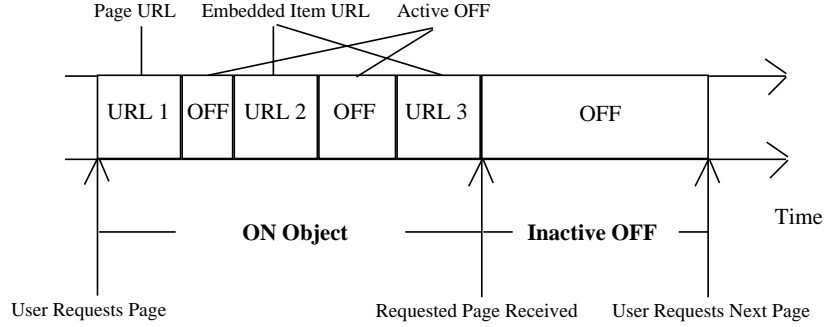 Page URL Embedded Item URL Active OFF
URL 1 OFF URL 2 OFF URL 3 OFF
Time
ON Object Inactive OFF
User Requests Page Requested Page Received User Requests Next Page